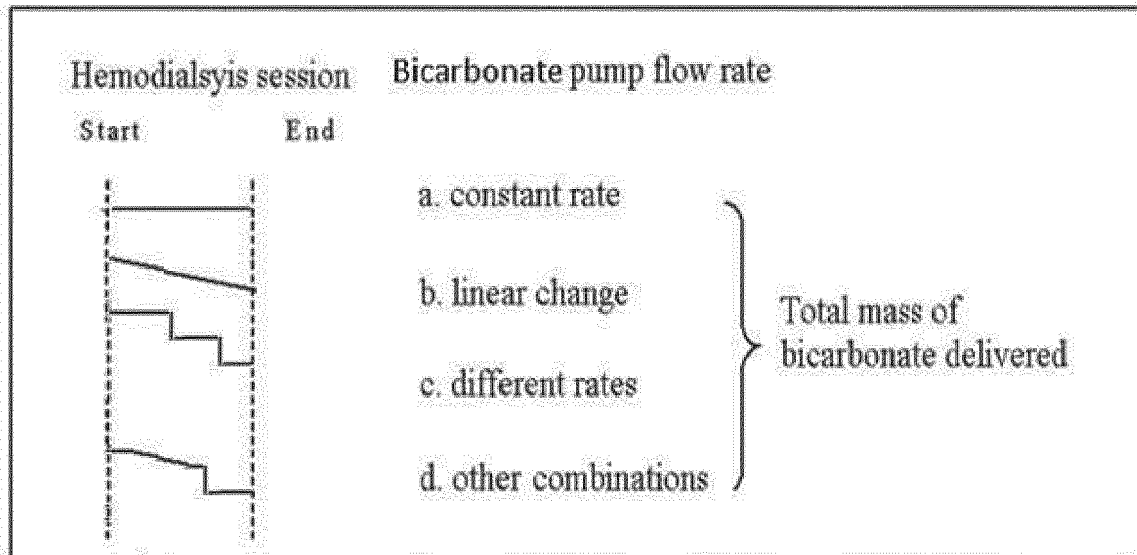 Hemodialsyis session Bicarbonate pump flow rate
Start End
a. constant rate
b. linear change
Total mass of
bicarbonate delivered
c. different rates
d. other combinations